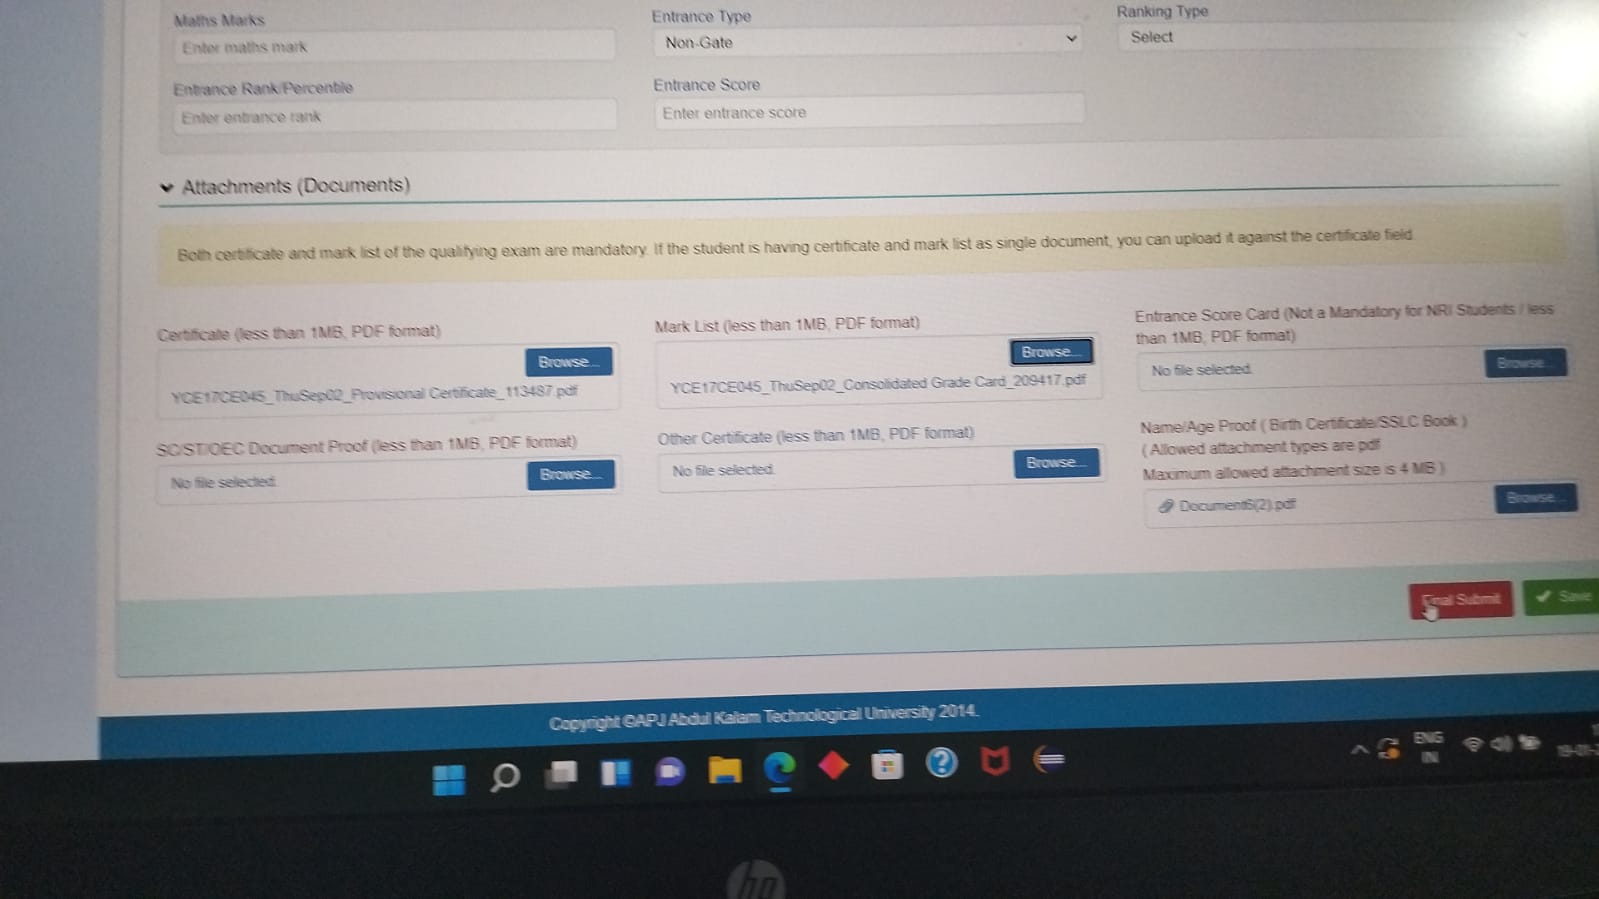 Maths Marks
Entrance Type
Ranking Type
Enter maths mark
Non-Gate
Select
Entrance Rank/Percentile
Entrance Score
Enter entrance rank
Enter entrance score
Attachments (Documents)
Both certificate and mark list of the qualifying exam are mandatory. If the student is having certificate and mark list as single document, you can upload it against the certificate field.
Certificate (less than 1MB, PDF format)
Browse...
YCE17CE045_ThuSep02_Provisional Certificate_113487.pdf
Mark List (less than 1MB, PDF format)
Browse...
YCE17CE045_ThuSep02_Consolidated Grade Card_209417.pdf
Entrance Score Card (Not a Mandatory for NRI Students / less
than 1MB, PDF format)
No file selected.
Browse...
SC/ST/OEC Document Proof (less than 1MB, PDF format)
No file selected.
Browse...
Other Certificate (less than 1MB, PDF format)
No file selected.
Browse...
Name/Age Proof ( Birth Certificate/SSLC Book )
( Allowed attachment types are pdf
Maximum allowed attachment size is 4 MB )
Document6(2).pdf
Browse...
Final Submit
Save
Copyright ©APJ Abdul Kalam Technological University 2014.
ENG
IN
hp